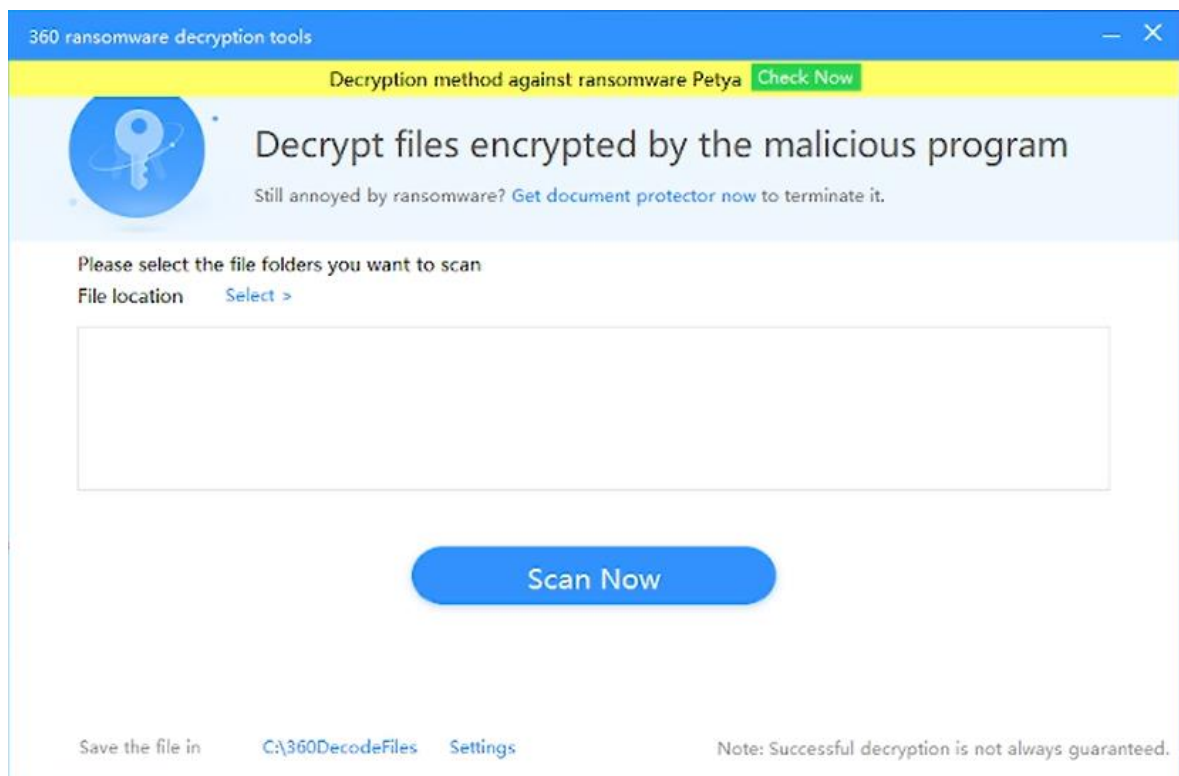 360 ransomware decryption tools
Decryption method against ransomware Petya Check Now
Decrypt files encrypted by the malicious program
Still annoyed by ransomware? Get document protector now to terminate it.
Please select the file folders you want to scan
File location Select >
Scan Now
Save the file in C:\360DecodeFiles Settings Note: Successful decryption is not always guaranteed.